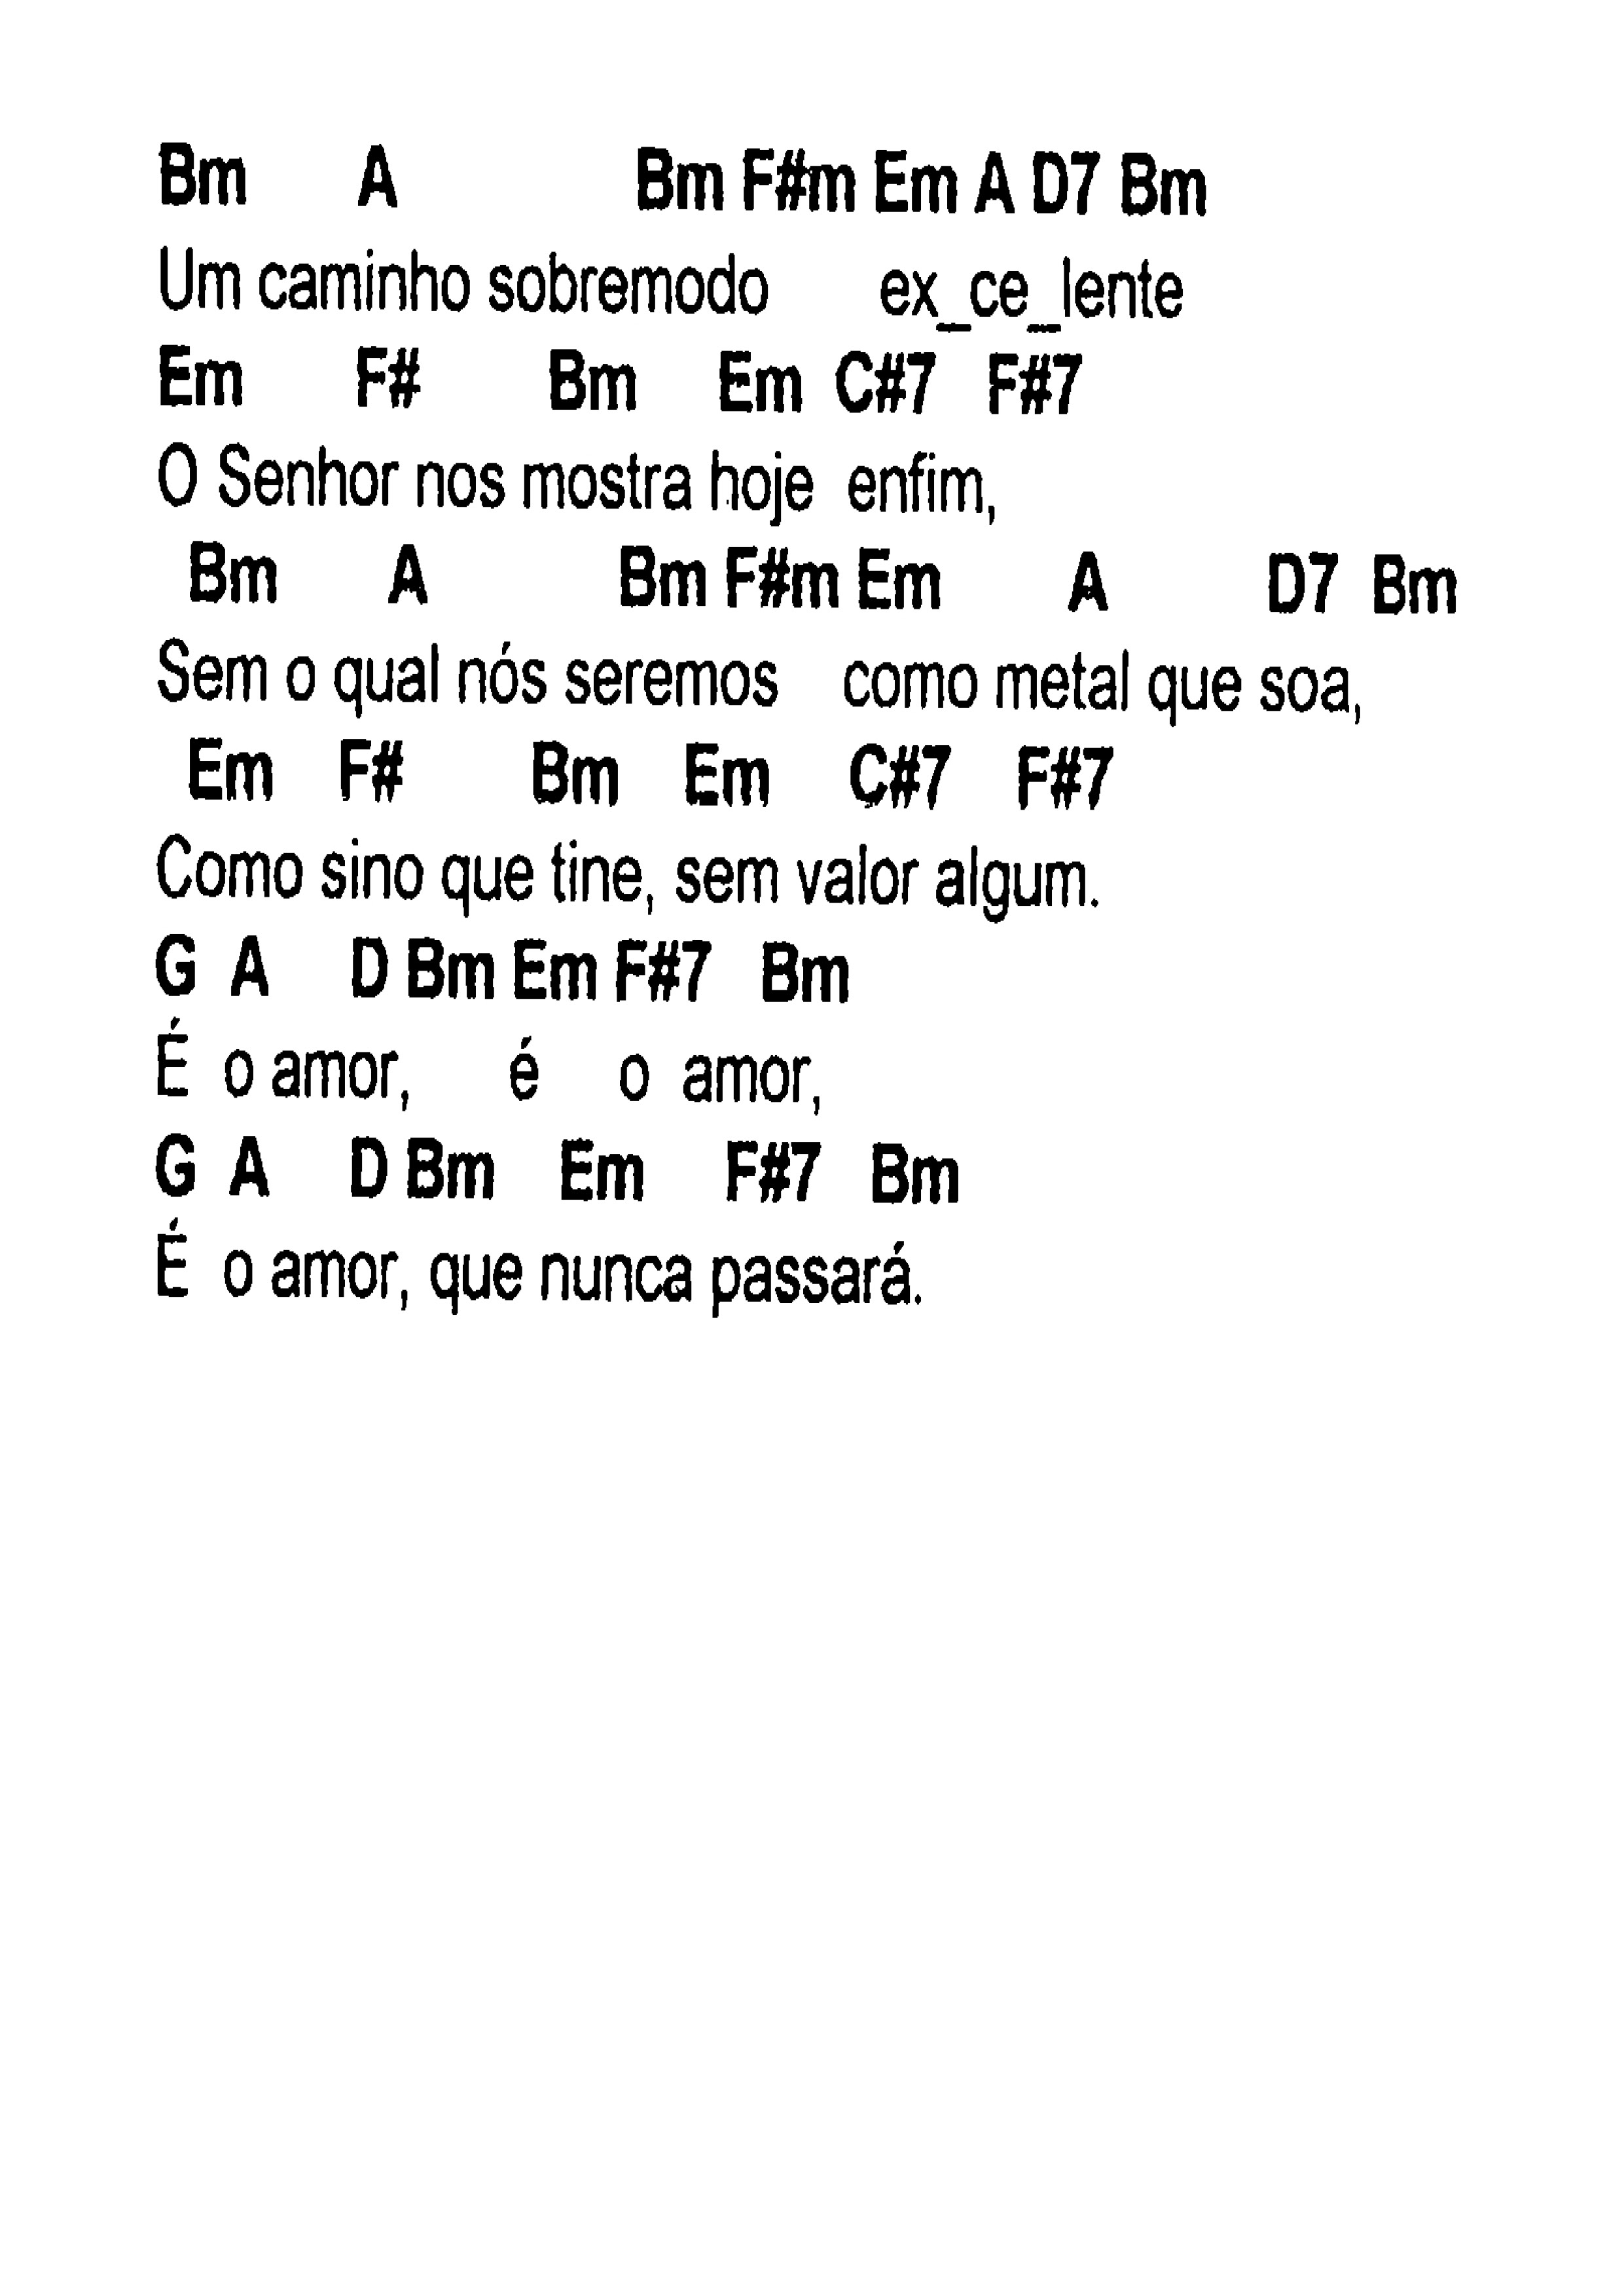 Bm A Bm F#m Em A D7 Bm
Um caminho sobremodo ex_ce_lente
Em F# Bm Em C#7 F#7
O Senhor nos mostra hoje enfim,
Bm A Bm F#m Em A D7 Bm
Sem o qual nós seremos como metal que soa,
Em F# Bm Em C#7 F#7
Como sino que tine, sem valor algum.
G A D Bm Em F#7 Bm
É o amor, é o amor,
G A D Bm Em F#7 Bm
É o amor, que nunca passará.